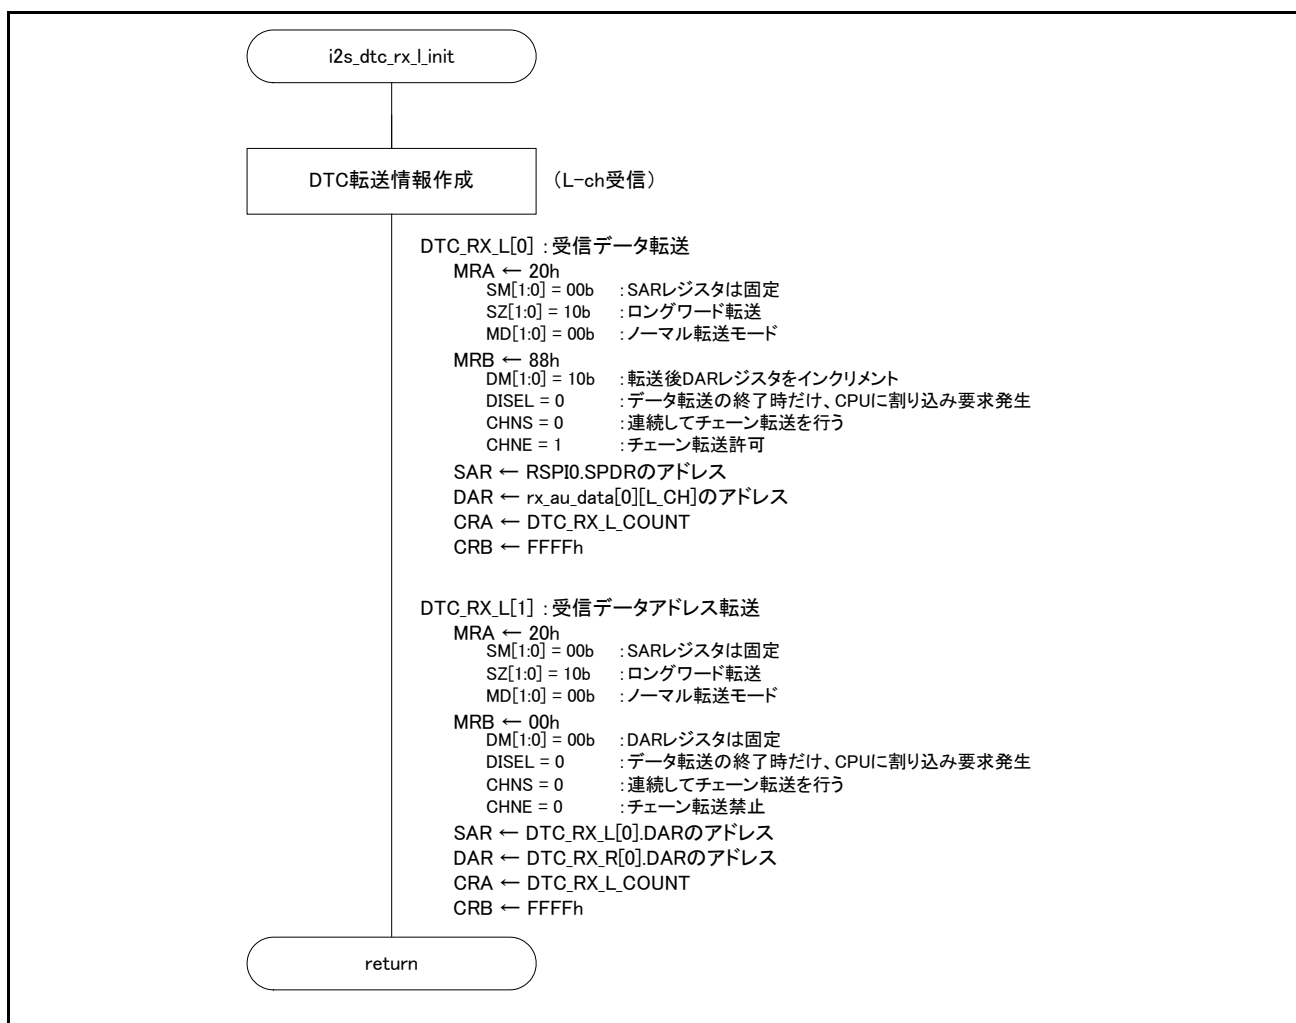 i2s_dtc_rx_l_init
DTC転送情報作成 (L-ch受信)
DTC_RX_L[0] :受信データ転送
MRA ← 20h
SM[1:0] = 00b :SARレジスタは固定
SZ[1:0] = 10b :ロングワード転送
MD[1:0] = 00b :ノーマル転送モード
MRB ← 88h
DM[1:0] = 10b :転送後DARレジスタをインクリメント
DISEL = 0 :データ転送の終了時だけ、CPUに割り込み要求発生
CHNS = 0 :連続してチェーン転送を行う
CHNE = 1 :チェーン転送許可
SAR ← RSPI0.SPDRのアドレス
DAR ← rx_au_data[0][L_CH]のアドレス
CRA ← DTC_RX_L_COUNT
CRB ← FFFFh
DTC_RX_L[1] :受信データアドレス転送
MRA ← 20h
SM[1:0] = 00b :SARレジスタは固定
SZ[1:0] = 10b :ロングワード転送
MD[1:0] = 00b :ノーマル転送モード
MRB ← 00h
DM[1:0] = 00b :DARレジスタは固定
DISEL = 0 :データ転送の終了時だけ、CPUに割り込み要求発生
CHNS = 0 :連続してチェーン転送を行う
CHNE = 0 :チェーン転送禁止
SAR ← DTC_RX_L[0].DARのアドレス
DAR ← DTC_RX_R[0].DARのアドレス
CRA ← DTC_RX_L_COUNT
CRB ← FFFFh
return